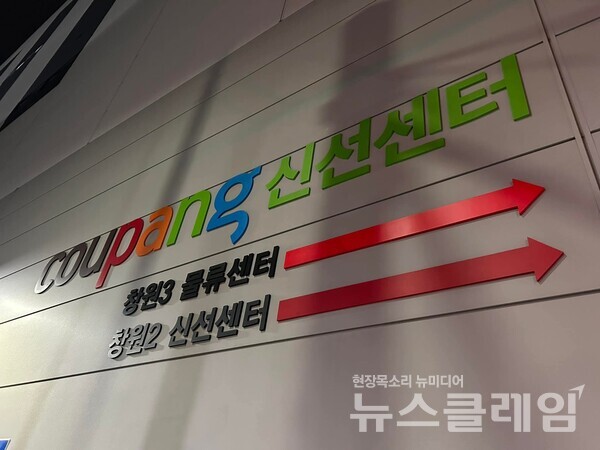 coupang 신선센터
창원3 물류센터
창원2 신선센터
현장목소리 뉴미디어
뉴스클레임